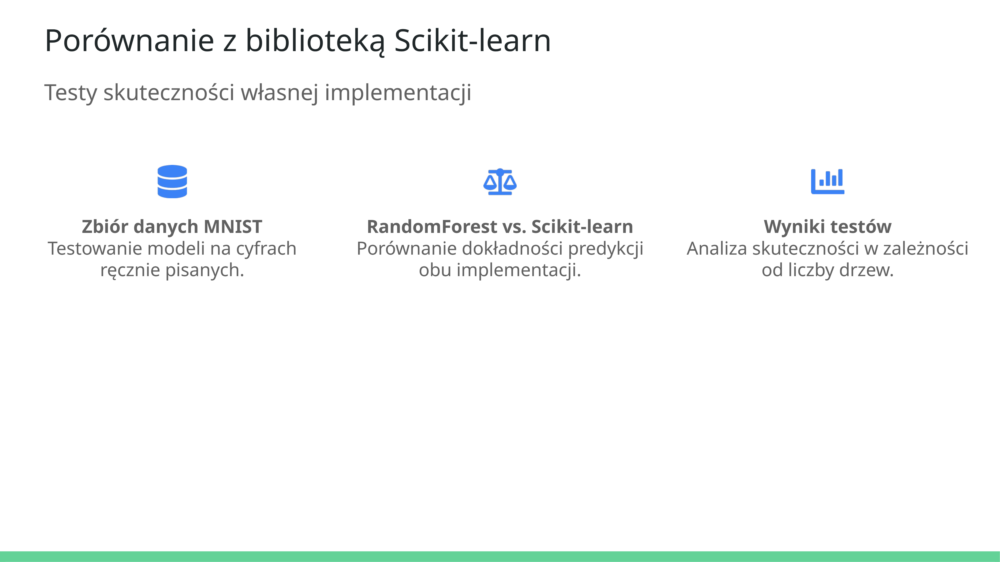 Porównanie z biblioteką Scikit-learn
Testy skuteczności własnej implementacji
Zbiór danych MNIST
Testowanie modeli na cyfrach
ręcznie pisanych.
RandomForest vs. Scikit-learn
Porównanie dokładności predykcji
obu implementacji.
Wyniki testów
Analiza skuteczności w zależności
od liczby drzew.